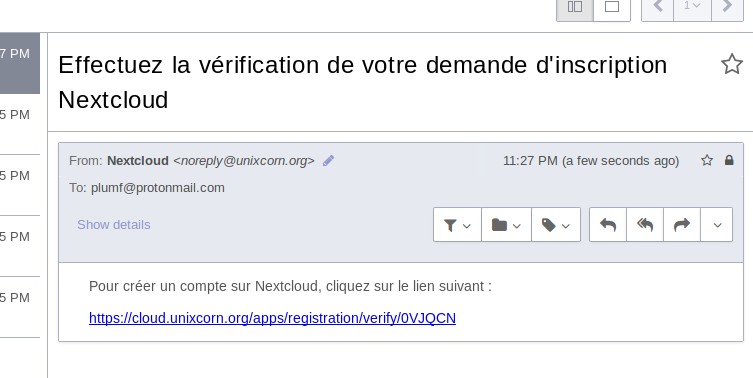 1
7 PM
Effectuez la vérification de votre demande d'inscription
Nextcloud
5 PM
5 PM
5 PM
5 PM
From: Nextcloud <noreply@unixcorn.org>
11:27 PM (a few seconds ago)
To: plumf@protonmail.com
Show details
Pour créer un compte sur Nextcloud, cliquez sur le lien suivant :
https://cloud.unixcorn.org/apps/registration/verify/0VJQCN